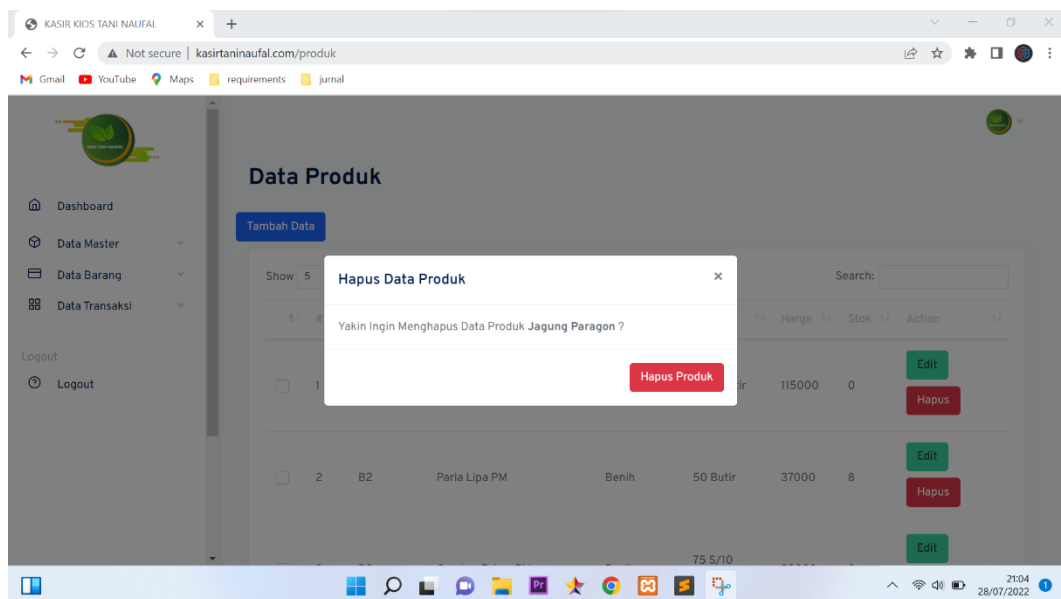 KASIR KIOS TANI NAUFAL
Not secure | kasirtaninaufal.com/produk
Gmail YouTube Maps requirements jurnal
Data Produk
Dashboard
Tambah Data
Data Master
Data Barang
Data Transaksi
Logout
Logout
Show 5 Search:
Hapus Data Produk ×
Yakin Ingin Menghapus Data Produk Jagung Paragon ?
Hapus Produk
# Harga Stok Action
1 115000 0 Edit
Hapus
2 B2 Paria Lipa PM Benih 50 Butir 37000 8 Edit
Hapus
75 S/10 Edit
Pr
21:04
28/07/2022 1